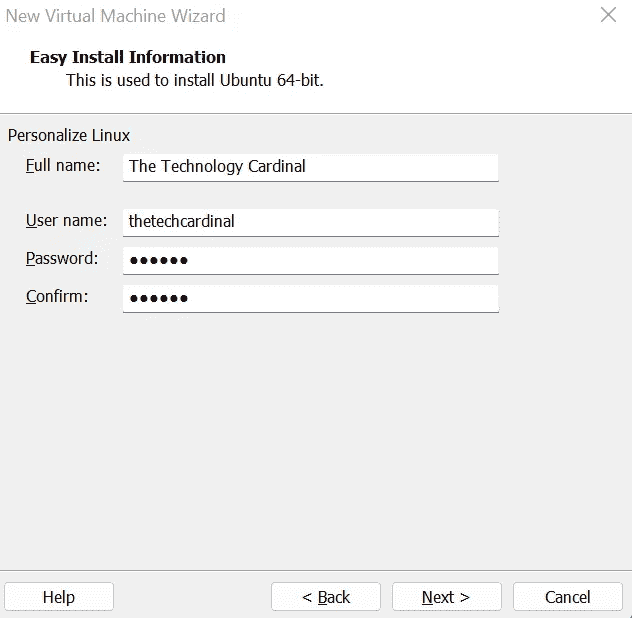 New Virtual Machine Wizard
Easy Install Information
This is used to install Ubuntu 64-bit.
Personalize Linux
Full name: The Technology Cardinal
User name: thetechcardinal
Password: ●●●●●●
Confirm: ●●●●●●
Help < Back Next > Cancel